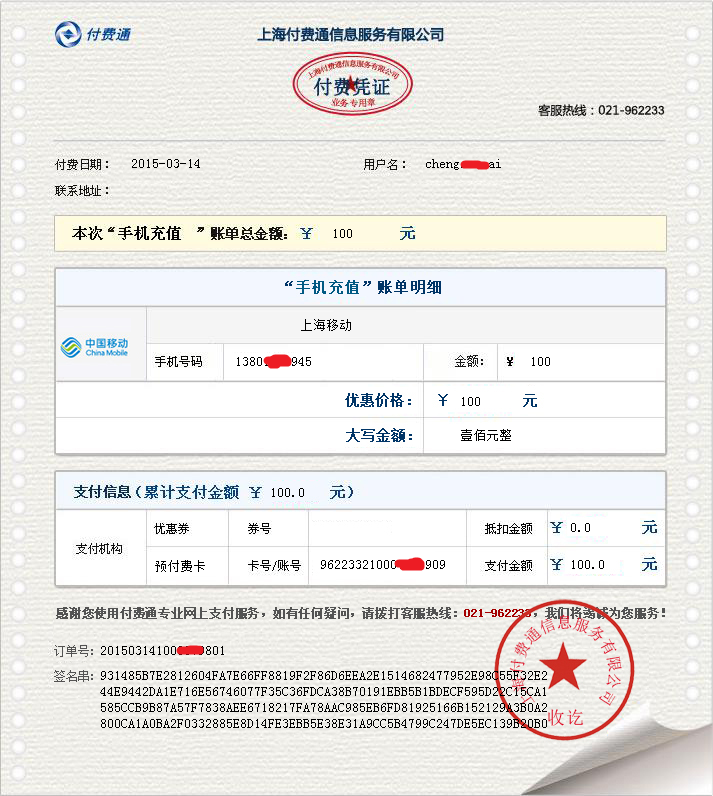 付费通 上海付费通信息服务有限公司
上海付费通信息服务有限公司
付费凭证
业务专用章
客服热线：021-962233
付费日期： 2015-03-14 用户名： cheng ai
联系地址：
本次“手机充值 ”账单总金额: ￥ 100 元
“手机充值”账单明细
上海移动
中国移动
China Mobile
手机号码 1380 945 金额: ￥ 100
优惠价格： ￥ 100 元
大写金额： 壹佰元整
支付信息(累计支付金额 ￥ 100.0 元)
支付机构 优惠券 券号 抵扣金额 ￥ 0.0 元
预付费卡 卡号/账号 96223321000 909 支付金额 ￥ 100.0 元
感谢您使用付费通专业网上支付服务，如有任何疑问，请拨打客服热线：021-962233，我们将竭诚为您服务！
订单号: 20150314100 801
签名串: 931485B7E2812604FA7E66FF8819F2F86D6EEA2E1514682477952E98C55F32E2
44E9442DA1E716E56746077F35C36FDCA38B70191EBB5B1BDECF595D22C15CA1
585CCB9B87A57F7838AEE6718217FA78AAC985EB6FD81925166B152129A3B0A2
800CA1A0BA2F0332885E8D14FE3EBB5E38E31A9CC5B4799C247DE5EC139B20B0
上海付费通信息服务有限公司
收讫